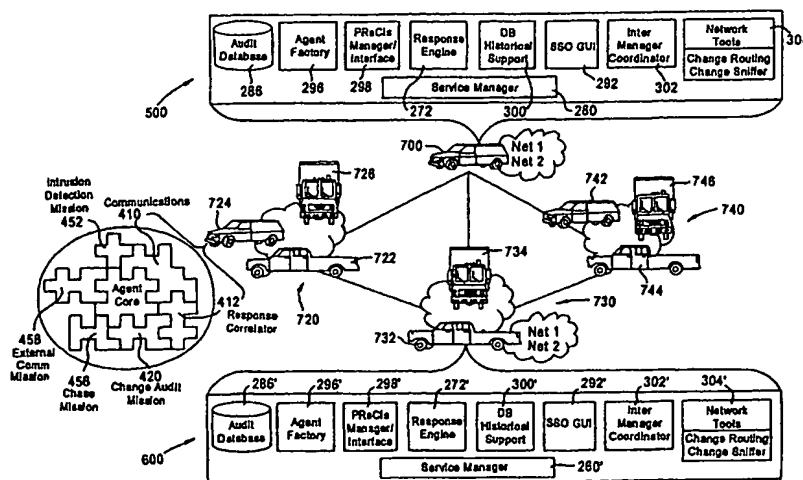 Audit Database
286
Agent Factory
296
PReCIs Manager/ Interface
298
Response Engine
272
DB Historical Support
300
SSO GUI
292
Inter Manager Coordinator
302
Network Tools
Change Routing
Change Sniffer
30
Service Manager
260
500
700
Net 1
Net 2
726
724
722
720
742
746
740
744
734
730
732
Net 1
Net 2
Intrusion Detection Mission
452
Communications
410
Agent Core
412
Response Correlator
458
External Comm Mission
456
Chase Mission
420
Change Audit Mission
600
286'
Audit Database
296'
Agent Factory
298'
PReCIs Manager/ Interface
272'
Response Engine
300'
DB Historical Support
292'
SSO GUI
302'
Inter Manager Coordinator
304'
Network Tools
Change Routing
Change Sniffer
Service Manager
260'